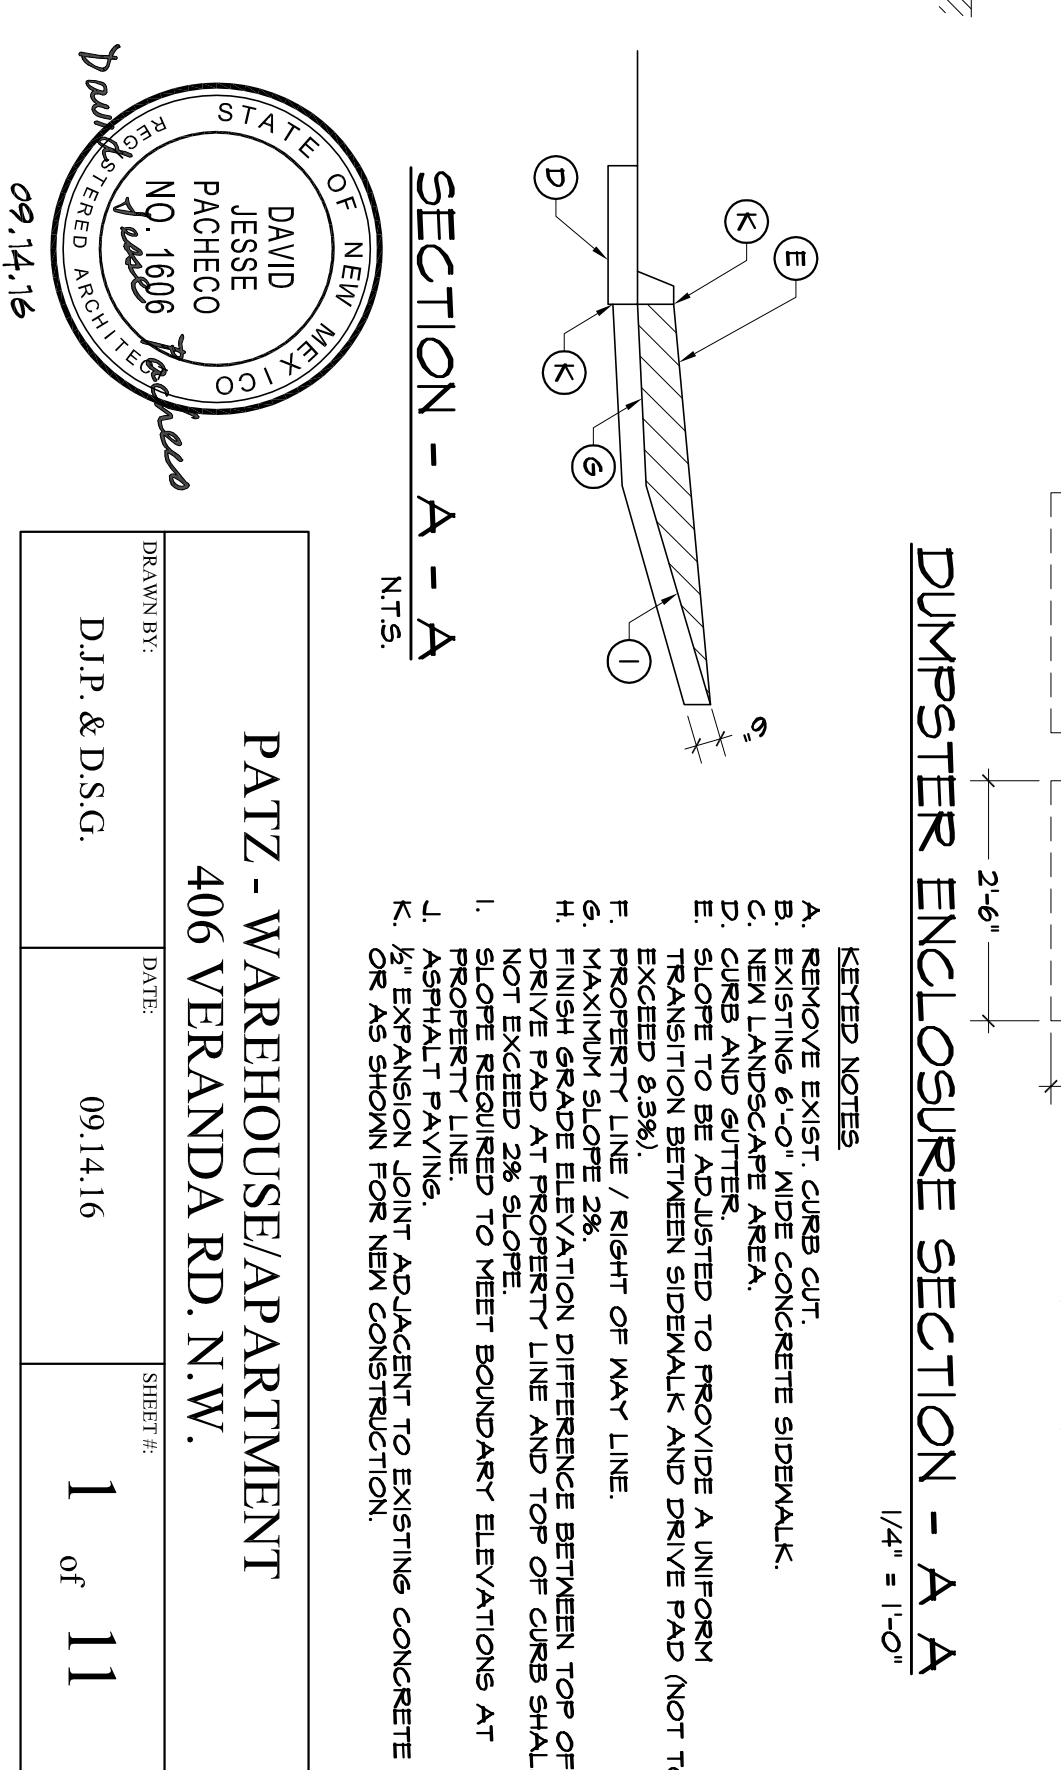 2'-6"
DUMPSTER ENCLOSURE SECTION - A A
1/4" = 1'-0"
KEYED NOTES
A. REMOVE EXIST. CURB CUT.
B. EXISTING 6'-0" WIDE CONCRETE SIDEWALK.
C. NEW LANDSCAPE AREA.
D. CURB AND GUTTER.
E. SLOPE TO BE ADJUSTED TO PROVIDE A UNIFORM
TRANSITION BETWEEN SIDEWALK AND DRIVE PAD (NOT TO
EXCEED 8.3%).
F. PROPERTY LINE / RIGHT OF WAY LINE.
G. MAXIMUM SLOPE 2%.
H. FINISH GRADE ELEVATION DIFFERENCE BETWEEN TOP OF
DRIVE PAD AT PROPERTY LINE AND TOP OF CURB SHAL
NOT EXCEED 2% SLOPE.
I. SLOPE REQUIRED TO MEET BOUNDARY ELEVATIONS AT
PROPERTY LINE.
J. ASPHALT PAVING.
K. ½" EXPANSION JOINT ADJACENT TO EXISTING CONCRETE
OR AS SHOWN FOR NEW CONSTRUCTION.
E
K
D
K
G
I
6"
SECTION - A - A
N.T.S.
STATE OF NEW MEXICO
REGISTERED ARCHITECT
DAVID
JESSE
PACHECO
NO. 1606
David Jesse Pacheco
09.14.16
PATZ - WAREHOUSE/APARTMENT
406 VERANDA RD. N.W.
DRAWN BY:
D.J.P. & D.S.G.
DATE:
09.14.16
SHEET #:
1 of 11